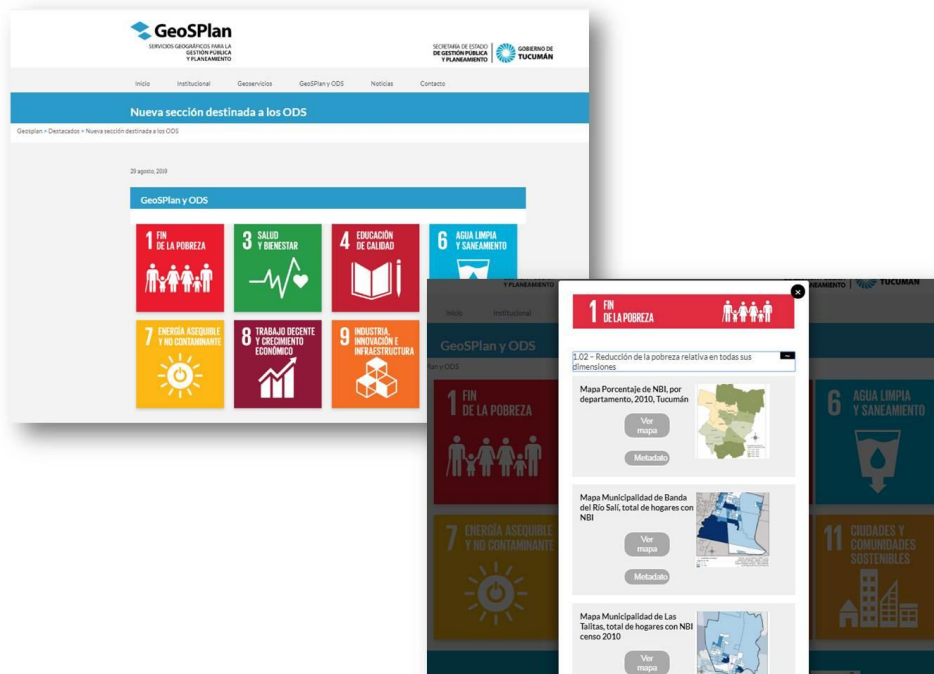 GeoSPlan
SERVICIOS GEOGRÁFICOS PARA LA
GESTIÓN PÚBLICA
Y PLANEAMIENTO
SECRETARÍA DE ESTADO
DE GESTIÓN PÚBLICA
Y PLANEAMIENTO
GOBIERNO DE
TUCUMÁN
Inicio Institucional Geoservicios GeoSPlan y ODS Noticias Contacto
Nueva sección destinada a los ODS
Geosplan > Destacados > Nueva sección destinada a los ODS
29 agosto, 2019
GeoSPlan y ODS
1 FIN
DE LA POBREZA
3 SALUD
Y BIENESTAR
4 EDUCACIÓN
DE CALIDAD
6 AGUA LIMPIA
Y SANEAMIENTO
7 ENERGÍA ASEQUIBLE
Y NO CONTAMINANTE
8 TRABAJO DECENTE
Y CRECIMIENTO
ECONÓMICO
9 INDUSTRIA,
INNOVACIÓN E
INFRAESTRUCTURA
Y PLANEAMIENTO
TUCUMÁN
Inicio Institucional
GeoSPlan y ODS
1 FIN
DE LA POBREZA
6 AGUA LIMPIA
Y SANEAMIENTO
7 ENERGÍA ASEQUIBLE
Y NO CONTAMINANTE
11 CIUDADES Y
COMUNIDADES
SOSTENIBLES
1 FIN
DE LA POBREZA
1.02 – Reducción de la pobreza relativa en todas sus
dimensiones
Mapa Porcentaje de NBI, por
departamento, 2010, Tucumán
Ver
mapa
Metadato
Mapa Municipalidad de Banda
del Río Salí, total de hogares con
NBI
Ver
mapa
Metadato
Mapa Municipalidad de Las
Talitas, total de hogares con NBI
censo 2010
Ver
mapa